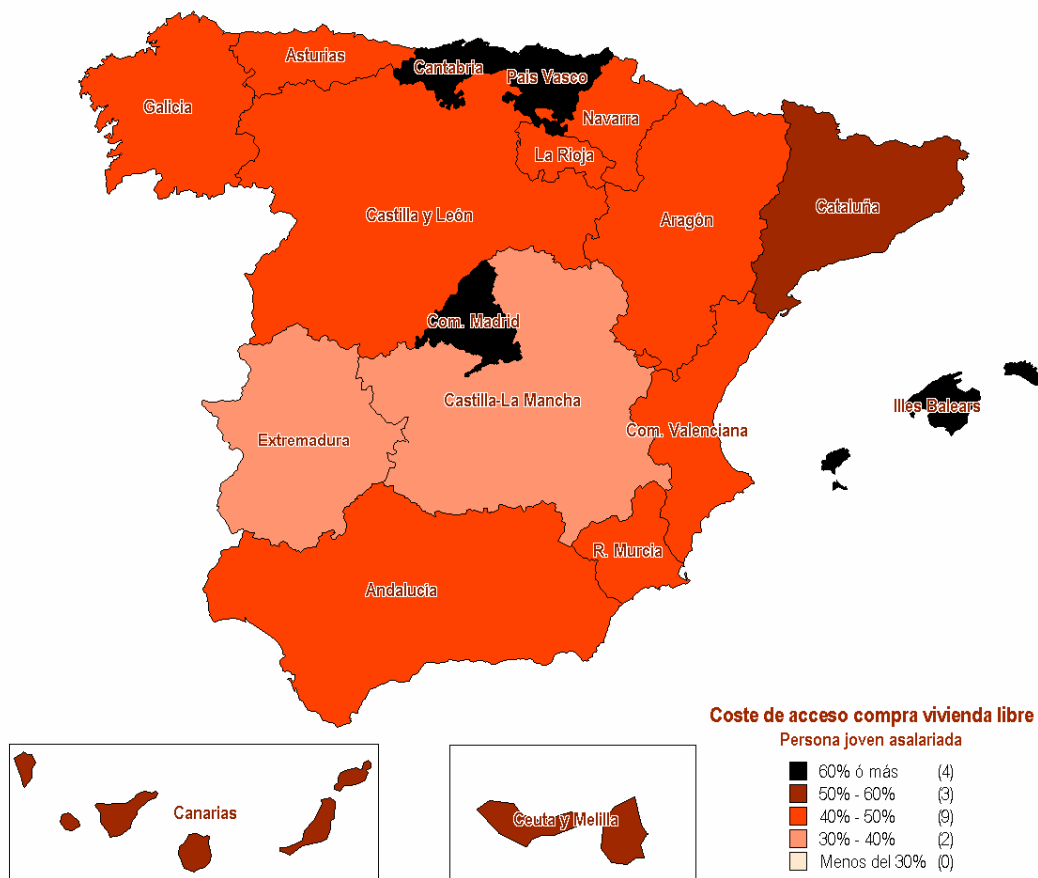 Asturias
Cantabria
Pais Vasco
Galicia
Navarra
La Rioja
Castilla y León
Aragón
Cataluña
Com. Madrid
Castilla-La Mancha
Illes Balears
Extremadura
Com. Valenciana
R. Murcia
Andalucía
Canarias
Ceuta y Melilla
Coste de acceso compra vivienda libre
Persona joven asalariada
60% ó más (4)
50% - 60% (3)
40% - 50% (9)
30% - 40% (2)
Menos del 30% (0)